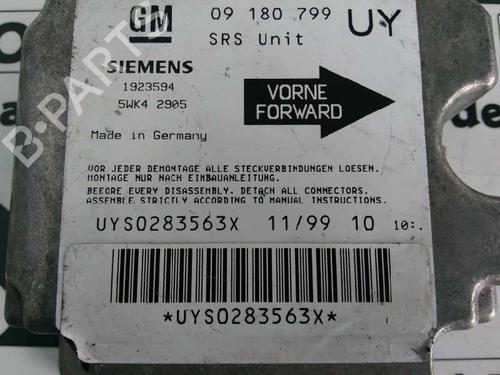 GM 09 180 799 UY
SRS Unit
SIEMENS
1923594
5WK4 2905
VORNE
FORWARD
Made in Germany
VOR JEDER DEMONTAGE ALLE STECKVERBINDUNGEN LOESEN.
MONTAGE NUR NACH EINBAUANLEITUNG.
BEFORE EVERY DISASSEMBLY, DETACH ALL CONNECTORS.
ASSEMBLE STRICTLY ACCORDING TO MANUAL INSTRUCTIONS.
UYS0283563X 11/99 10 10:.
*UYS0283563X*
B-PARTS